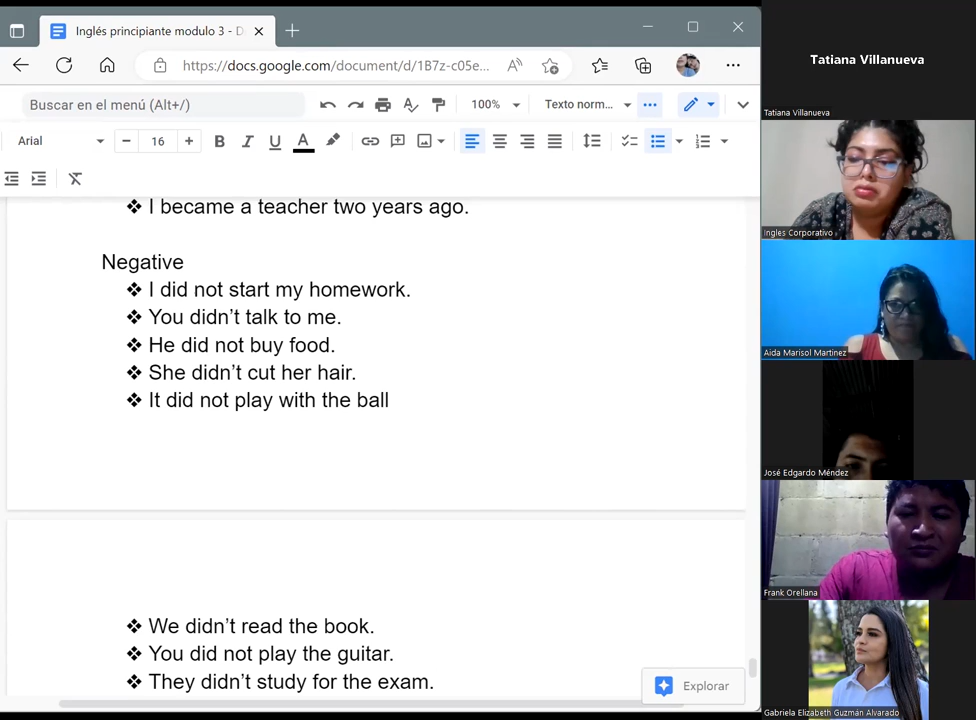 Inglés principiante modulo 3 - D
https://docs.google.com/document/d/1B7z-c05e...
Buscar en el menú (Alt+/)
100%
Texto norm...
Arial
16
❖ I became a teacher two years ago.
Negative
❖ I did not start my homework.
❖ You didn't talk to me.
❖ He did not buy food.
❖ She didn't cut her hair.
❖ It did not play with the ball
❖ We didn't read the book.
❖ You did not play the guitar.
❖ They didn't study for the exam.
Explorar
Tatiana Villanueva
Tatiana Villanueva
Ingles Corporativo
Aida Marisol Martínez
José Edgardo Méndez
Frank Orellana
Gabriela Elizabeth Guzmán Alvarado